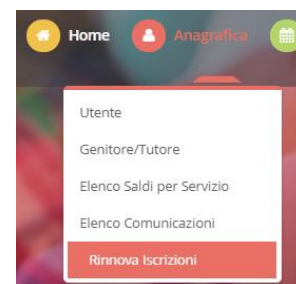 Home Anagrafica
Utente
Genitore/Tutore
Elenco Saldi per Servizio
Elenco Comunicazioni
Rinnova Iscrizioni